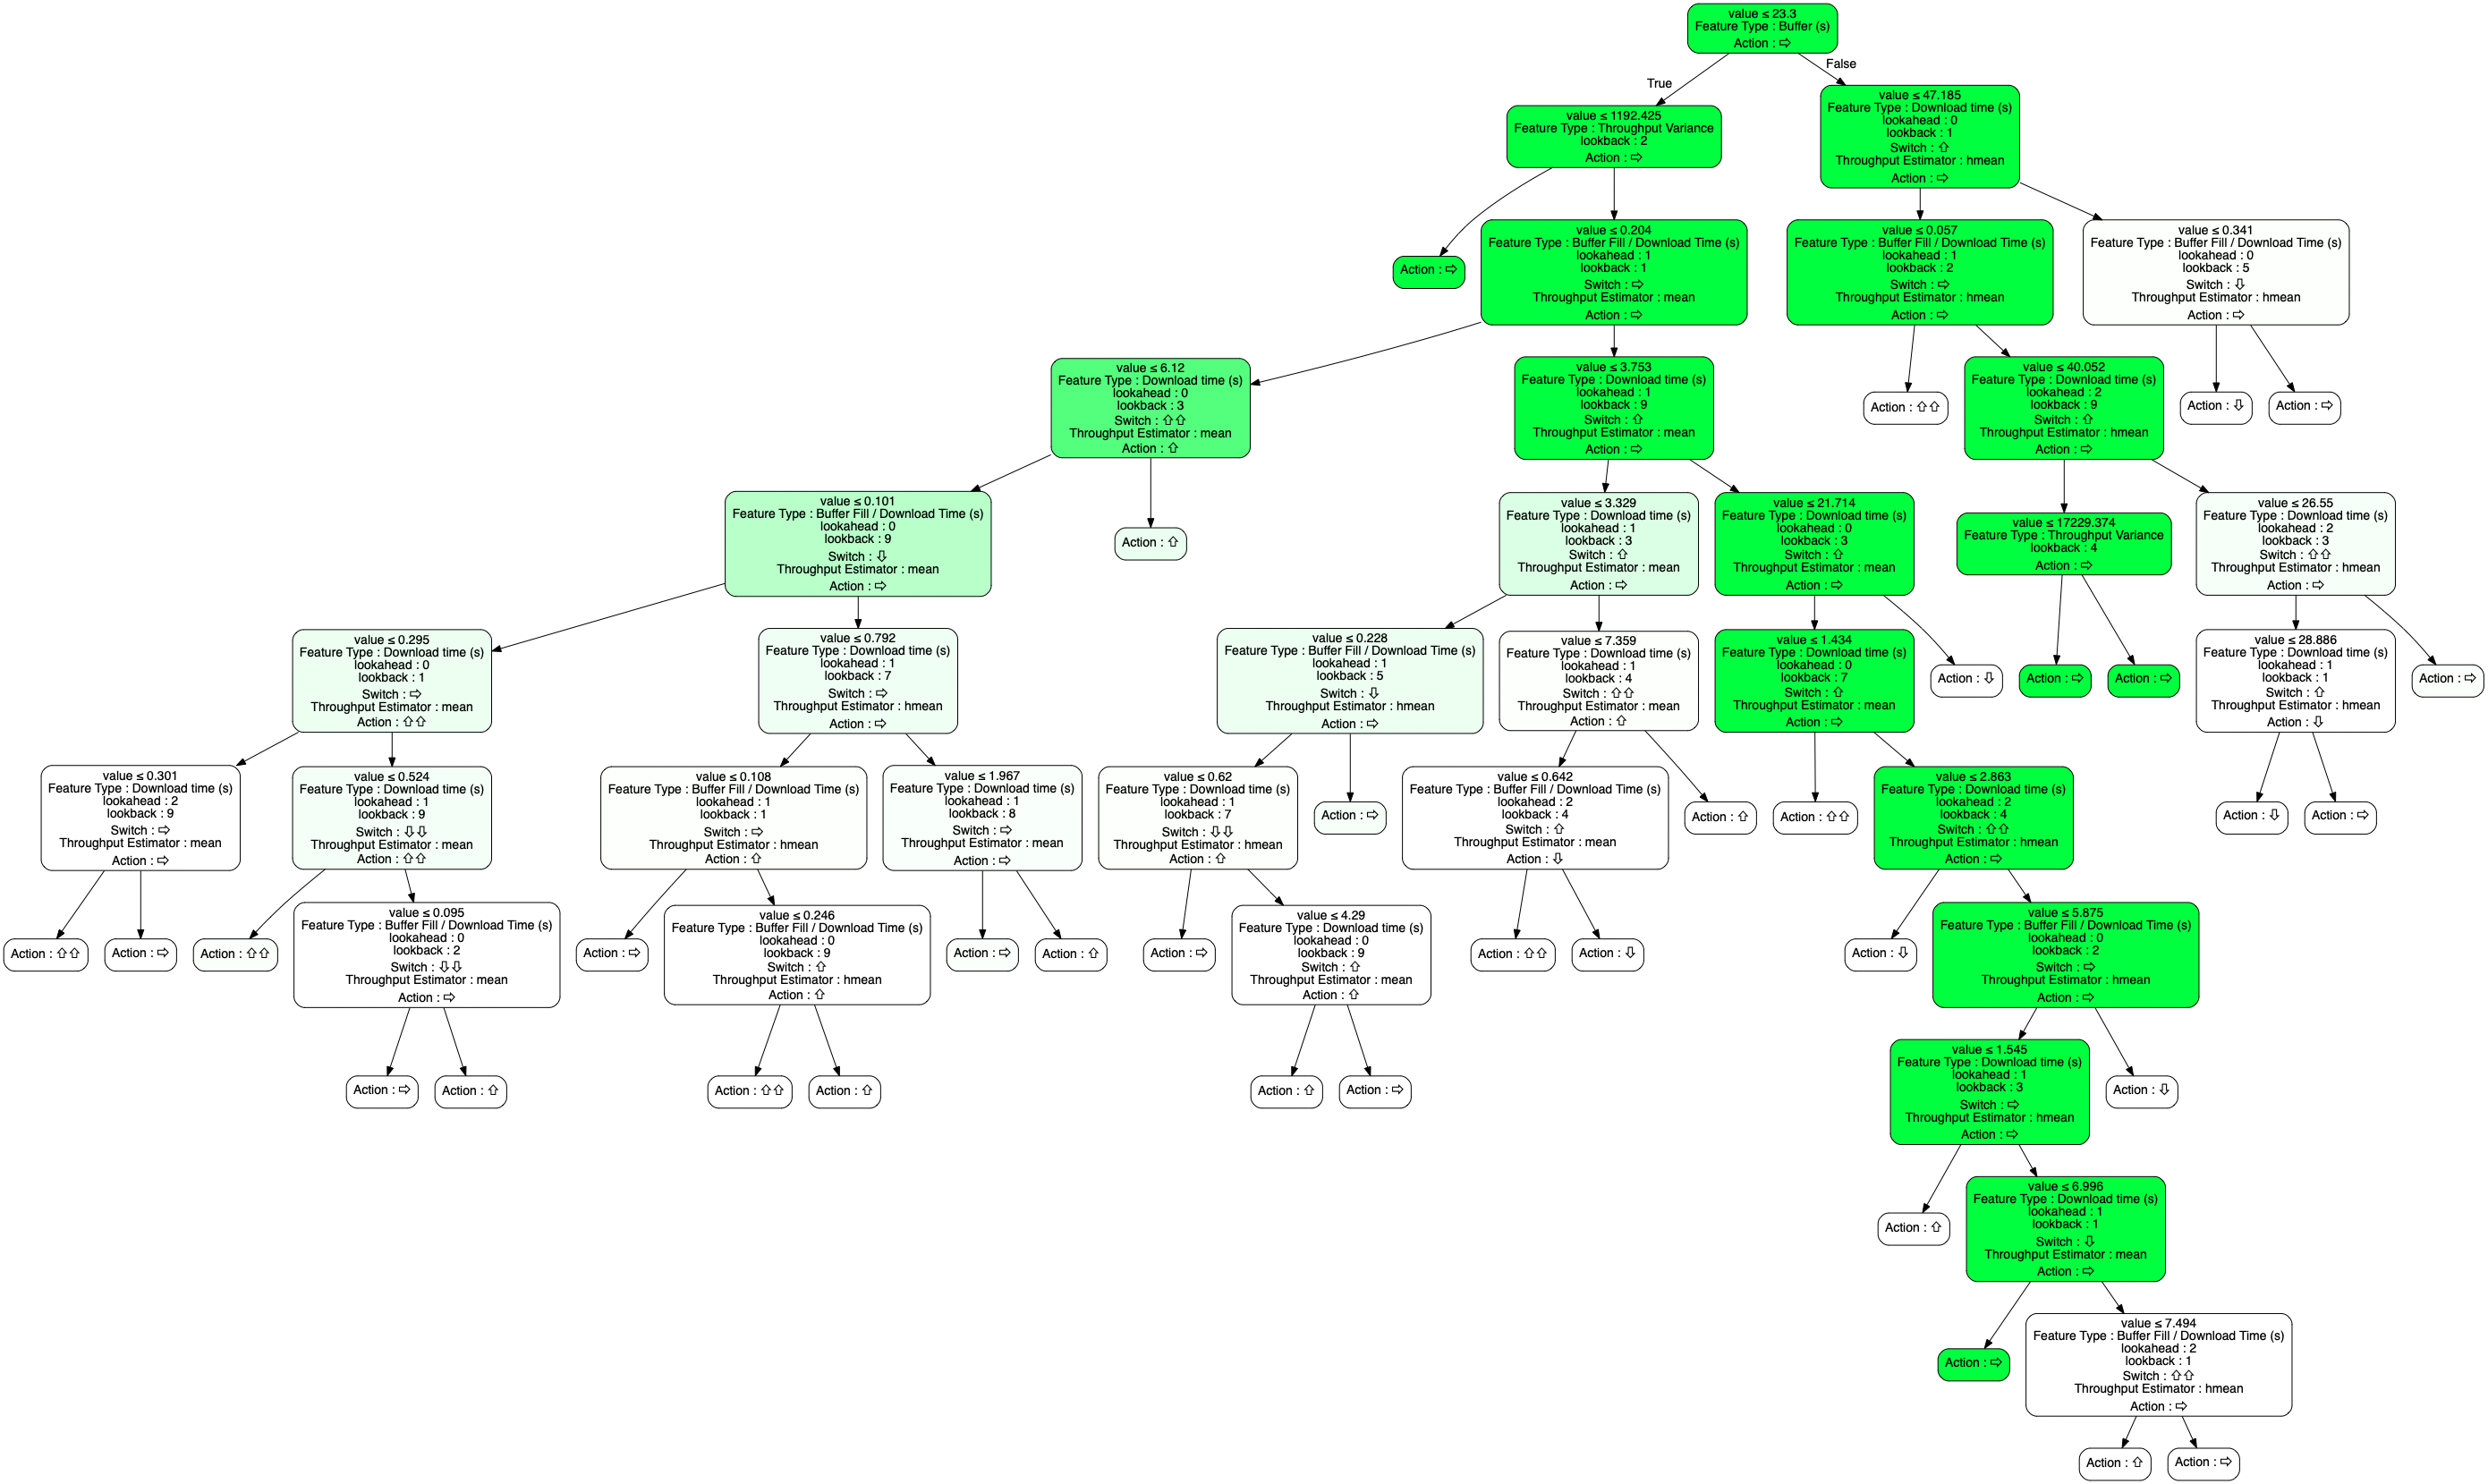 value ≤ 23.3
Feature Type : Buffer (s)
Action : ⇨
True
False
value ≤ 1192.425
Feature Type : Throughput Variance
lookback : 2
Action : ⇨
value ≤ 47.185
Feature Type : Download time (s)
lookahead : 0
lookback : 1
Switch : ⇧
Throughput Estimator : hmean
Action : ⇨
Action : ⇨
value ≤ 0.204
Feature Type : Buffer Fill / Download Time (s)
lookahead : 1
lookback : 1
Switch : ⇨
Throughput Estimator : mean
Action : ⇨
value ≤ 0.057
Feature Type : Buffer Fill / Download Time (s)
lookahead : 1
lookback : 2
Switch : ⇨
Throughput Estimator : hmean
Action : ⇨
value ≤ 0.341
Feature Type : Buffer Fill / Download Time (s)
lookahead : 0
lookback : 5
Switch : ⇩
Throughput Estimator : hmean
Action : ⇨
value ≤ 6.12
Feature Type : Download time (s)
lookahead : 0
lookback : 3
Switch : ⇧⇧
Throughput Estimator : mean
Action : ⇧
value ≤ 3.753
Feature Type : Download time (s)
lookahead : 1
lookback : 9
Switch : ⇧
Throughput Estimator : mean
Action : ⇨
Action : ⇧⇧
value ≤ 40.052
Feature Type : Download time (s)
lookahead : 2
lookback : 9
Switch : ⇧
Throughput Estimator : hmean
Action : ⇨
Action : ⇩
Action : ⇨
value ≤ 0.101
Feature Type : Buffer Fill / Download Time (s)
lookahead : 0
lookback : 9
Switch : ⇩
Throughput Estimator : mean
Action : ⇨
Action : ⇧
value ≤ 3.329
Feature Type : Download time (s)
lookahead : 1
lookback : 3
Switch : ⇧
Throughput Estimator : mean
Action : ⇨
value ≤ 21.714
Feature Type : Download time (s)
lookahead : 0
lookback : 3
Switch : ⇧
Throughput Estimator : mean
Action : ⇨
value ≤ 17229.374
Feature Type : Throughput Variance
lookback : 4
Action : ⇨
value ≤ 26.55
Feature Type : Download time (s)
lookahead : 2
lookback : 3
Switch : ⇧⇧
Throughput Estimator : hmean
Action : ⇨
value ≤ 0.295
Feature Type : Download time (s)
lookahead : 0
lookback : 1
Switch : ⇨
Throughput Estimator : mean
Action : ⇧⇧
value ≤ 0.792
Feature Type : Download time (s)
lookahead : 1
lookback : 7
Switch : ⇨
Throughput Estimator : hmean
Action : ⇨
value ≤ 0.228
Feature Type : Buffer Fill / Download Time (s)
lookahead : 1
lookback : 5
Switch : ⇩
Throughput Estimator : hmean
Action : ⇨
value ≤ 7.359
Feature Type : Download time (s)
lookahead : 1
lookback : 4
Switch : ⇧⇧
Throughput Estimator : mean
Action : ⇧
value ≤ 1.434
Feature Type : Download time (s)
lookahead : 0
lookback : 7
Switch : ⇧
Throughput Estimator : mean
Action : ⇨
Action : ⇩
Action : ⇨
Action : ⇨
value ≤ 28.886
Feature Type : Download time (s)
lookahead : 1
lookback : 1
Switch : ⇧
Throughput Estimator : hmean
Action : ⇩
Action : ⇨
value ≤ 0.301
Feature Type : Download time (s)
lookahead : 2
lookback : 9
Switch : ⇨
Throughput Estimator : mean
Action : ⇨
value ≤ 0.524
Feature Type : Download time (s)
lookahead : 1
lookback : 9
Switch : ⇩⇩
Throughput Estimator : mean
Action : ⇧⇧
value ≤ 0.108
Feature Type : Buffer Fill / Download Time (s)
lookahead : 1
lookback : 1
Switch : ⇨
Throughput Estimator : hmean
Action : ⇧
value ≤ 1.967
Feature Type : Download time (s)
lookahead : 1
lookback : 8
Switch : ⇨
Throughput Estimator : mean
Action : ⇨
value ≤ 0.62
Feature Type : Download time (s)
lookahead : 1
lookback : 7
Switch : ⇩⇩
Throughput Estimator : hmean
Action : ⇧
Action : ⇨
value ≤ 0.642
Feature Type : Buffer Fill / Download Time (s)
lookahead : 2
lookback : 4
Switch : ⇧
Throughput Estimator : mean
Action : ⇩
Action : ⇧
Action : ⇧⇧
value ≤ 2.863
Feature Type : Download time (s)
lookahead : 2
lookback : 4
Switch : ⇧⇧
Throughput Estimator : hmean
Action : ⇨
Action : ⇩
Action : ⇨
Action : ⇧⇧
Action : ⇨
Action : ⇧⇧
value ≤ 0.095
Feature Type : Buffer Fill / Download Time (s)
lookahead : 0
lookback : 2
Switch : ⇩⇩
Throughput Estimator : mean
Action : ⇨
Action : ⇨
value ≤ 0.246
Feature Type : Buffer Fill / Download Time (s)
lookahead : 0
lookback : 9
Switch : ⇧
Throughput Estimator : hmean
Action : ⇧
Action : ⇨
Action : ⇧
Action : ⇨
value ≤ 4.29
Feature Type : Download time (s)
lookahead : 0
lookback : 9
Switch : ⇧
Throughput Estimator : mean
Action : ⇧
Action : ⇧⇧
Action : ⇩
Action : ⇩
value ≤ 5.875
Feature Type : Buffer Fill / Download Time (s)
lookahead : 0
lookback : 2
Switch : ⇨
Throughput Estimator : hmean
Action : ⇨
Action : ⇨
Action : ⇧
Action : ⇧⇧
Action : ⇧
Action : ⇧
Action : ⇨
value ≤ 1.545
Feature Type : Download time (s)
lookahead : 1
lookback : 3
Switch : ⇨
Throughput Estimator : hmean
Action : ⇨
Action : ⇩
Action : ⇧
value ≤ 6.996
Feature Type : Download time (s)
lookahead : 1
lookback : 1
Switch : ⇩
Throughput Estimator : mean
Action : ⇨
Action : ⇨
value ≤ 7.494
Feature Type : Buffer Fill / Download Time (s)
lookahead : 2
lookback : 1
Switch : ⇧⇧
Throughput Estimator : hmean
Action : ⇨
Action : ⇧
Action : ⇨